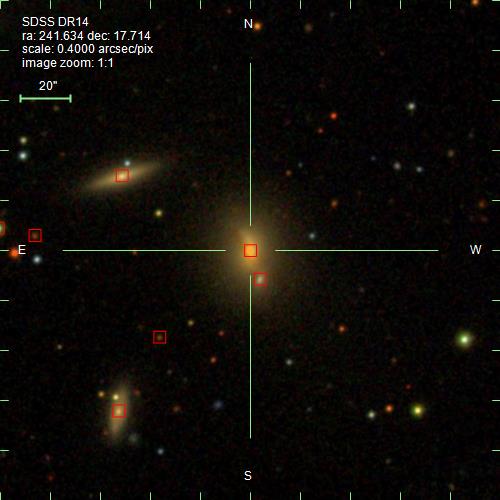 SDSS DR14
ra: 241.634 dec: 17.714
scale: 0.4000 arcsec/pix
image zoom: 1:1
20"
N
E
W
S